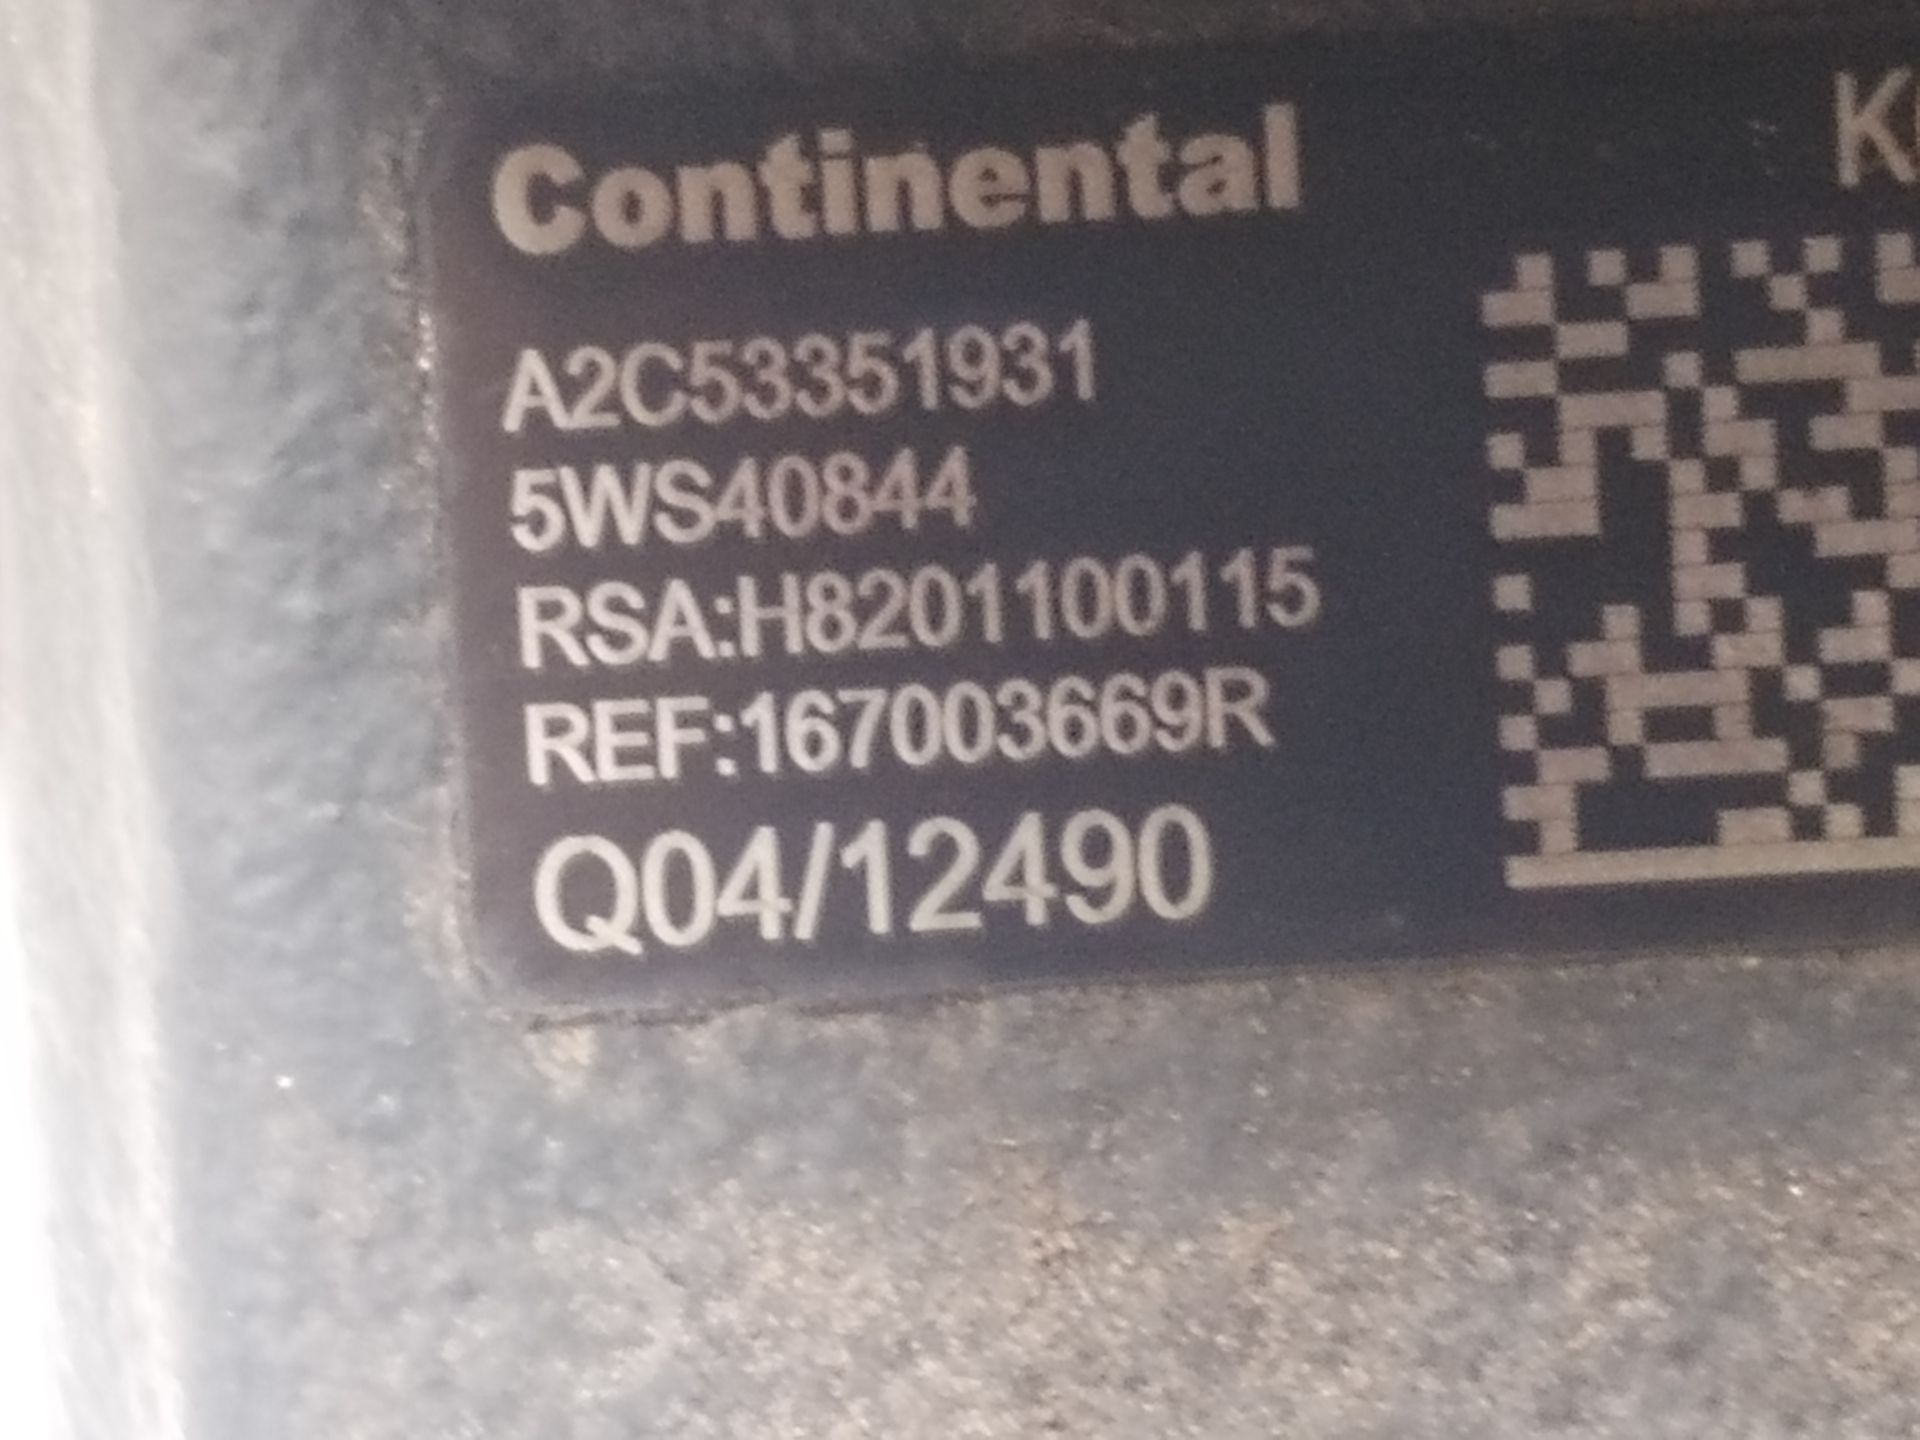 Continental
A2C53351931
5WS40844
RSA:H8201100115
REF:167003669R
Q04/12490